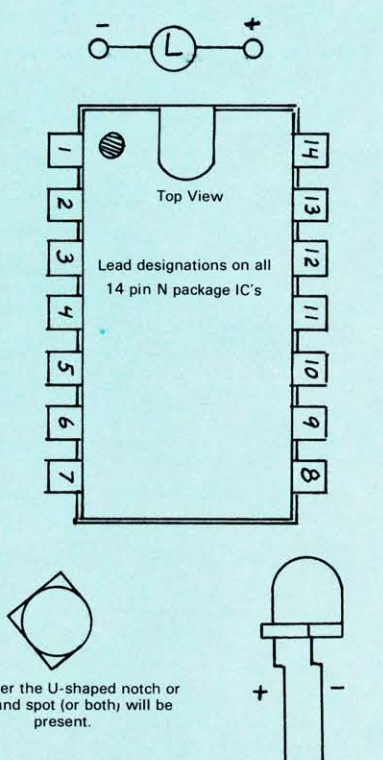 - +
L
1 14
Top View
2 13
3 12
Lead designations on all
14 pin N package IC's
4 11
5 10
6 9
7 8
er the U-shaped notch or
nd spot (or both) will be
present.
+ -